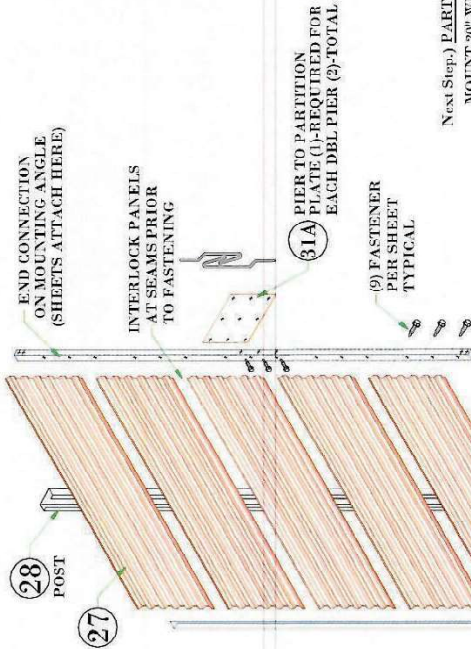 END CONNECTION
ON MOUNTING ANGLE
(SHEETS ATTACH HERE)
INTERLOCK PANELS
AT SEAMS PRIOR
TO FASTENING
28
POST
27
31A
PIER TO PARTITION
PLATE (1)-REQUIRED FOR
EACH DBL PIER (2)-TOTAL
(9) FASTENER
PER SHEET
TYPICAL
Next Step.) PART
MOUNT 20" W